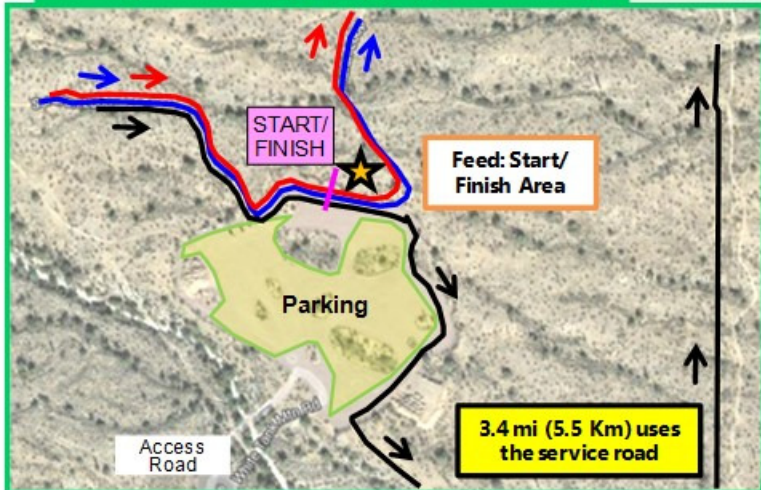 START/
FINISH
Feed: Start/
Finish Area
Parking
3.4 mi (5.5 Km) uses
the service road
Access
Road